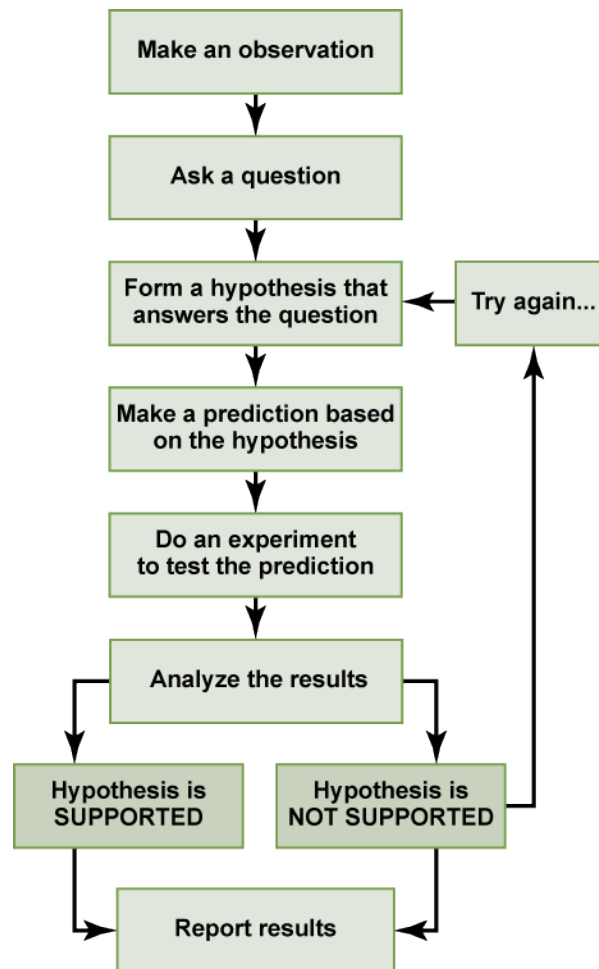 Make an observation
Ask a question
Form a hypothesis that
answers the question
Try again...
Make a prediction based
on the hypothesis
Do an experiment
to test the prediction
Analyze the results
Hypothesis is
SUPPORTED
Hypothesis is
NOT SUPPORTED
Report results